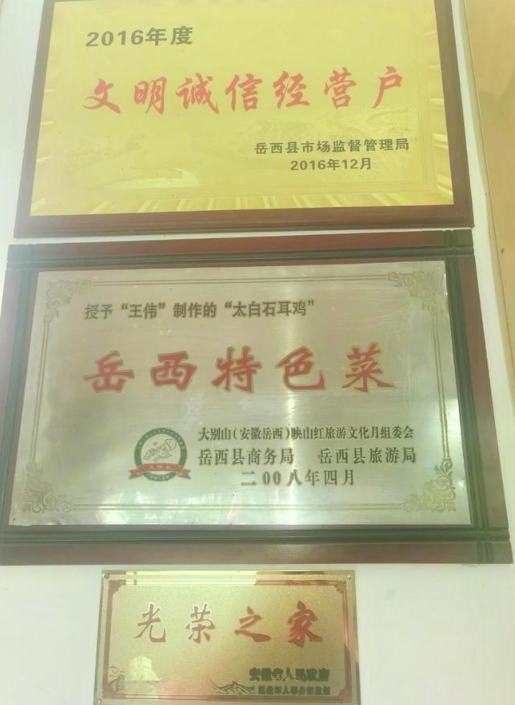 2016年度
文明诚信经营户
岳西县市场监督管理局
2016年12月
授予“王伟”制作的“太白石耳鸡”
岳西特色菜
大别山(安徽岳西)映山红旅游文化月组委会
岳西县商务局 岳西县旅游局
二00八年四月
光荣之家
安徽省人民政府